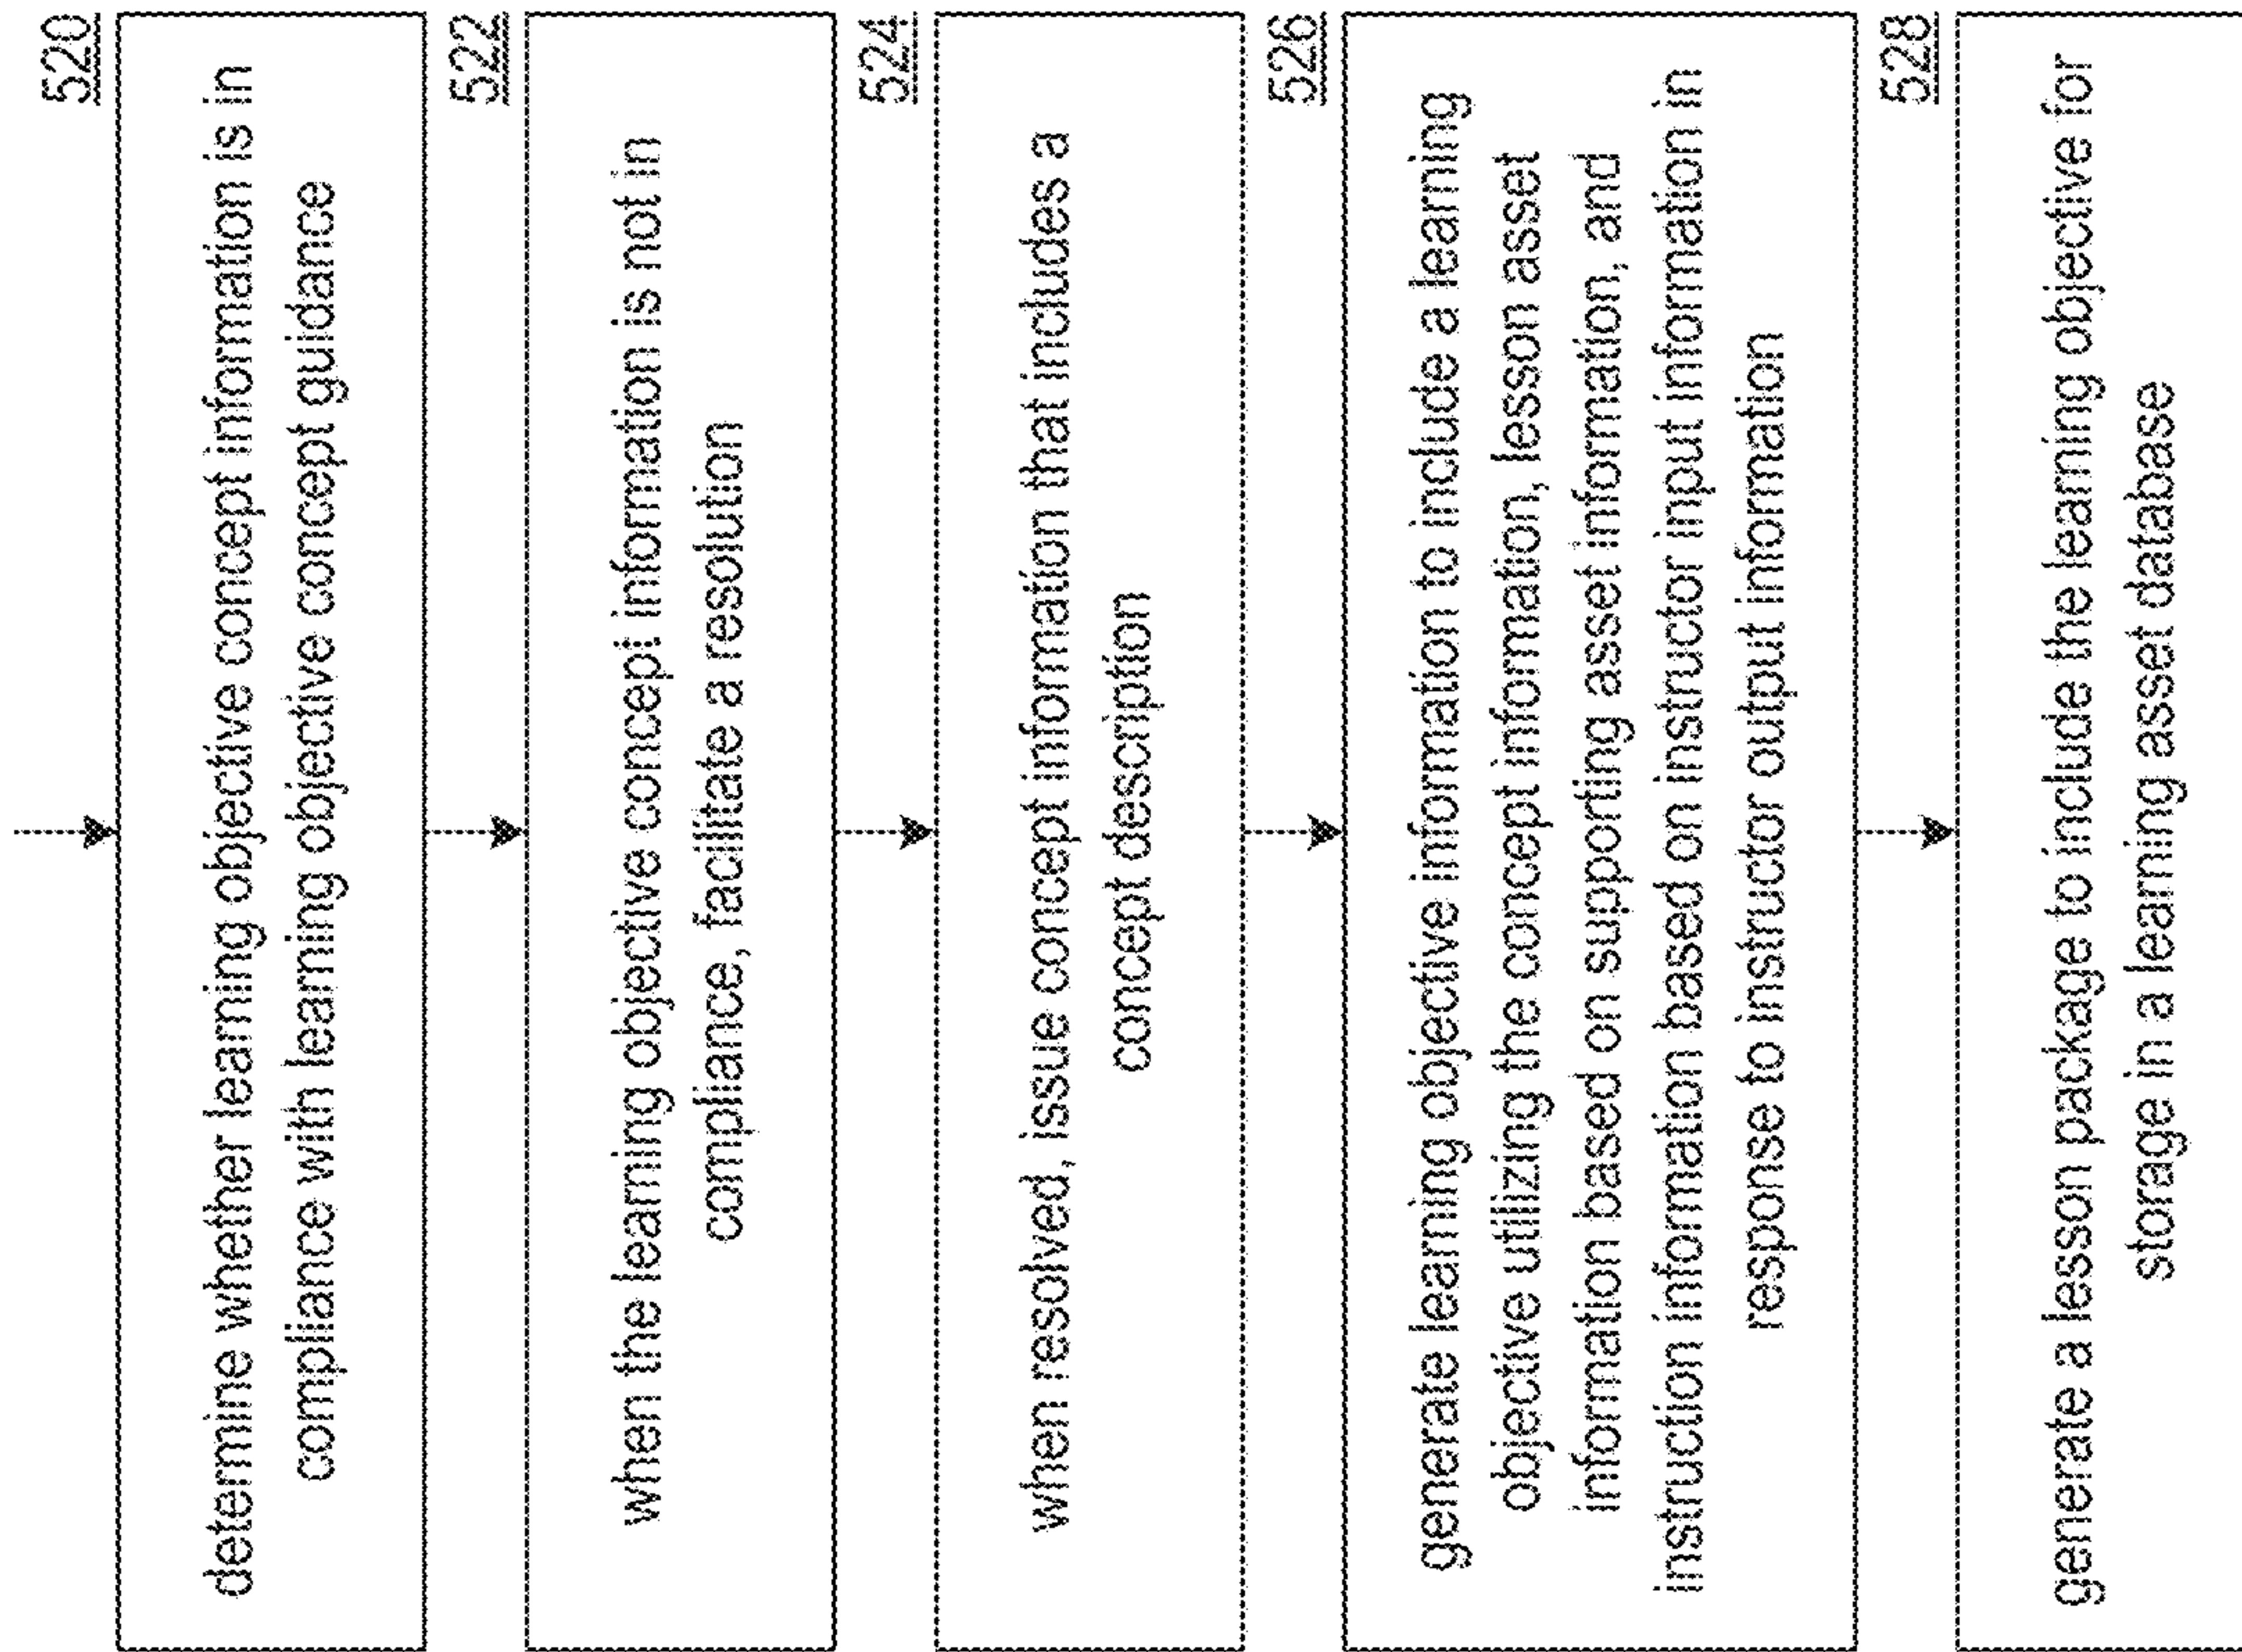 520
determine whether learning objective concept information is in
compliance with learning objective concept guidance
522
when the learning objective concept information is not in
compliance, facilitate a resolution
524
when resolved, issue concept information that includes a
concept description
526
generate learning objective information to include a learning
objective utilizing the concept information, lesson asset
information based on supporting asset information, and
instruction information based on instructor input information in
response to instructor output information
528
generate a lesson package to include the learning objective for
storage in a learning asset database